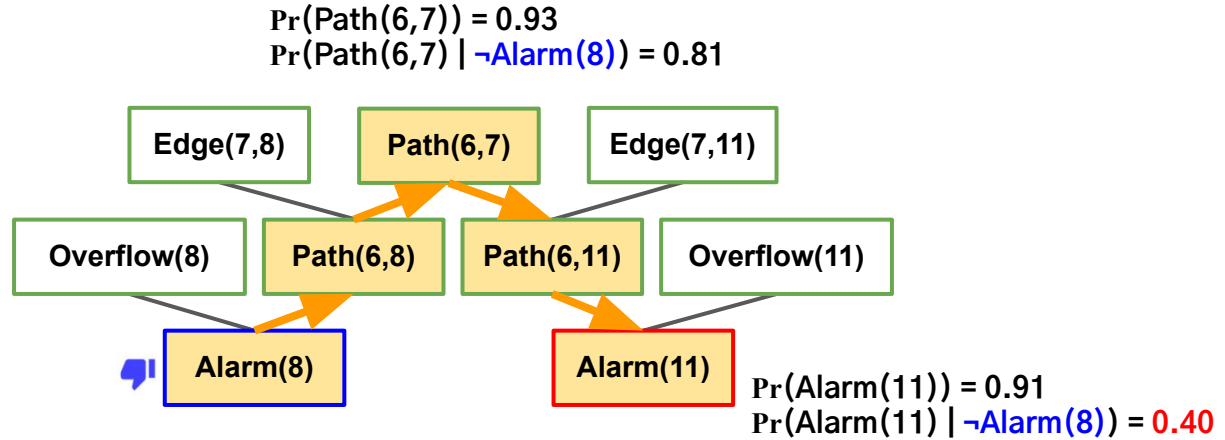 Pr(Path(6,7)) = 0.93
Pr(Path(6,7) | ¬Alarm(8)) = 0.81
Edge(7,8) Path(6,7) Edge(7,11)
Overflow(8) Path(6,8) Path(6,11) Overflow(11)
Alarm(8) Alarm(11)
Pr(Alarm(11)) = 0.91
Pr(Alarm(11) | ¬Alarm(8)) = 0.40